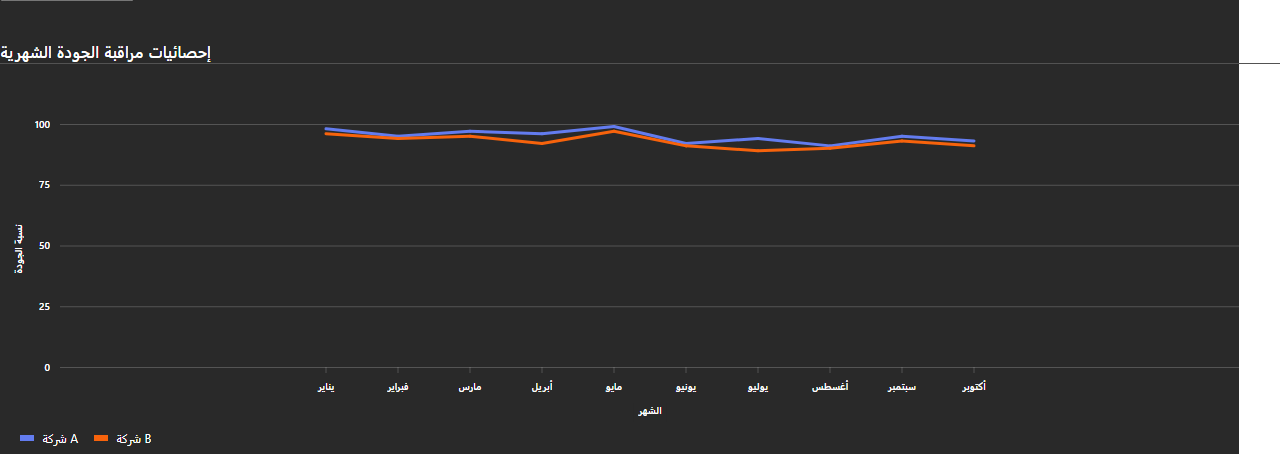 إحصائيات مراقبة الجودة الشهرية
100
75
50
25
0
نسبة الجودة
يناير فبراير مارس أبريل مايو يونيو يوليو أغسطس سبتمبر أكتوبر
الشهر
شركة A شركة B